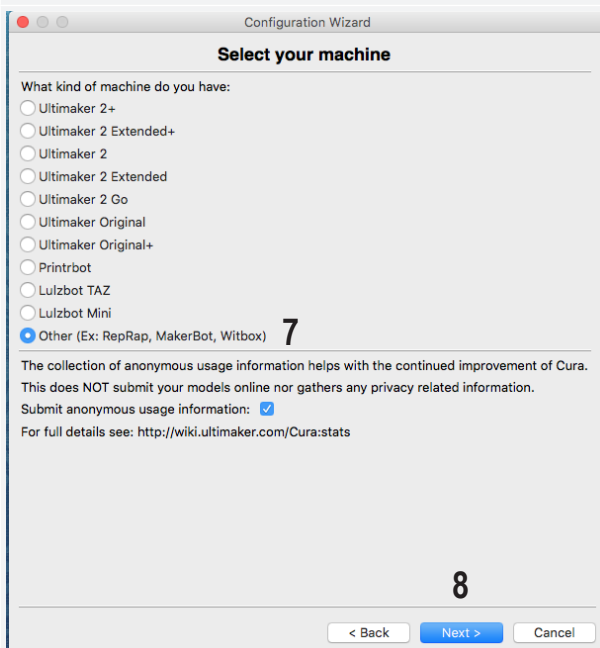 Configuration Wizard
Select your machine
What kind of machine do you have:
Ultimaker 2+
Ultimaker 2 Extended+
Ultimaker 2
Ultimaker 2 Extended
Ultimaker 2 Go
Ultimaker Original
Ultimaker Original+
Printrbot
Lulzbot TAZ
Lulzbot Mini
Other (Ex: RepRap, MakerBot, Witbox) 7
The collection of anonymous usage information helps with the continued improvement of Cura.
This does NOT submit your models online nor gathers any privacy related information.
Submit anonymous usage information:
For full details see: http://wiki.ultimaker.com/Cura:stats
8
< Back Next > Cancel